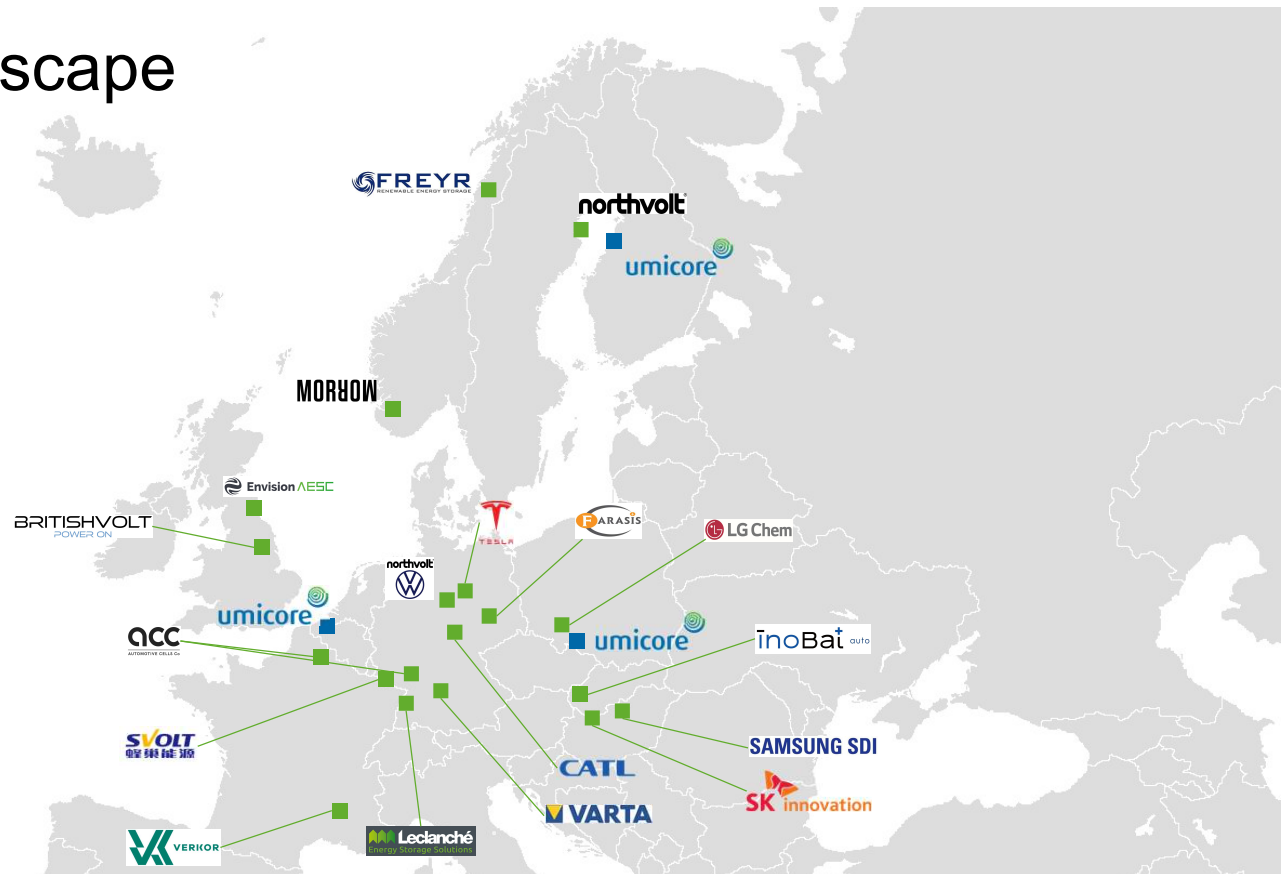 scape
FREYR
RENEWABLE ENERGY STORAGE
northvolt
umicore
MORROW
Envision AESC
BRITISHVOLT
POWER ON
TESLA
FARASIS
LG Chem
northvolt
VW
umicore
umicore
acc
AUTOMOTIVE CELLS Co
inoBat auto
SVOLT
蜂巢能源
SAMSUNG SDI
CATL
SK innovation
VARTA
VERKOR
Leclanché
Energy Storage Solutions